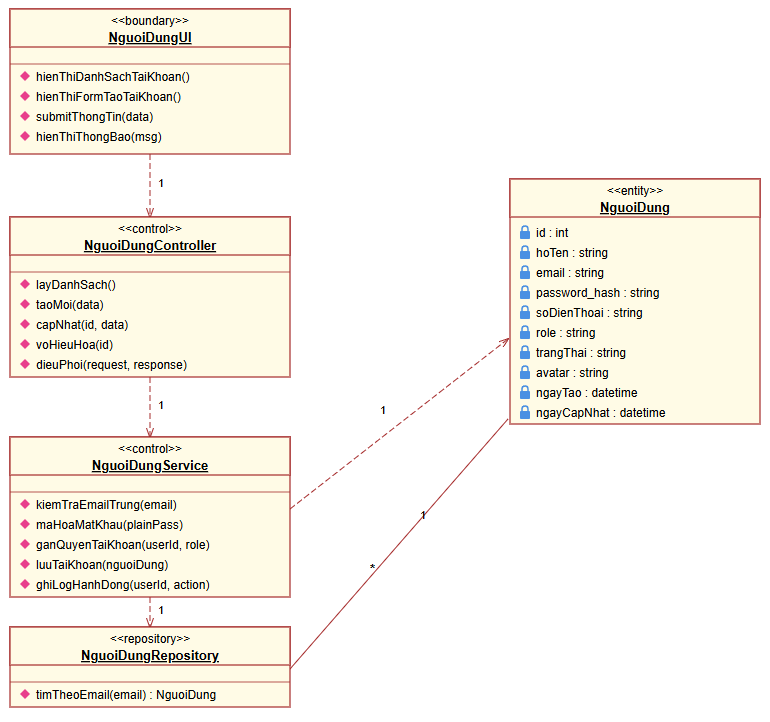 <<boundary>>
NguoiDungUI
hienThiDanhSachTaiKhoan()
hienThiFormTaoTaiKhoan()
submitThongTin(data)
hienThiThongBao(msg)
1
<<control>>
NguoiDungController
layDanhSach()
taoMoi(data)
capNhat(id, data)
voHieuHoa(id)
dieuPhoi(request, response)
1
<<control>>
NguoiDungService
kiemTraEmailTrung(email)
maHoaMatKhau(plainPass)
ganQuyenTaiKhoan(userId, role)
luuTaiKhoan(nguoiDung)
ghiLogHanhDong(userId, action)
1
<<repository>>
NguoiDungRepository
timTheoEmail(email) : NguoiDung
<<entity>>
NguoiDung
id : int
hoTen : string
email : string
password_hash : string
soDienThoai : string
role : string
trangThai : string
avatar : string
ngayTao : datetime
ngayCapNhat : datetime
1
1
*